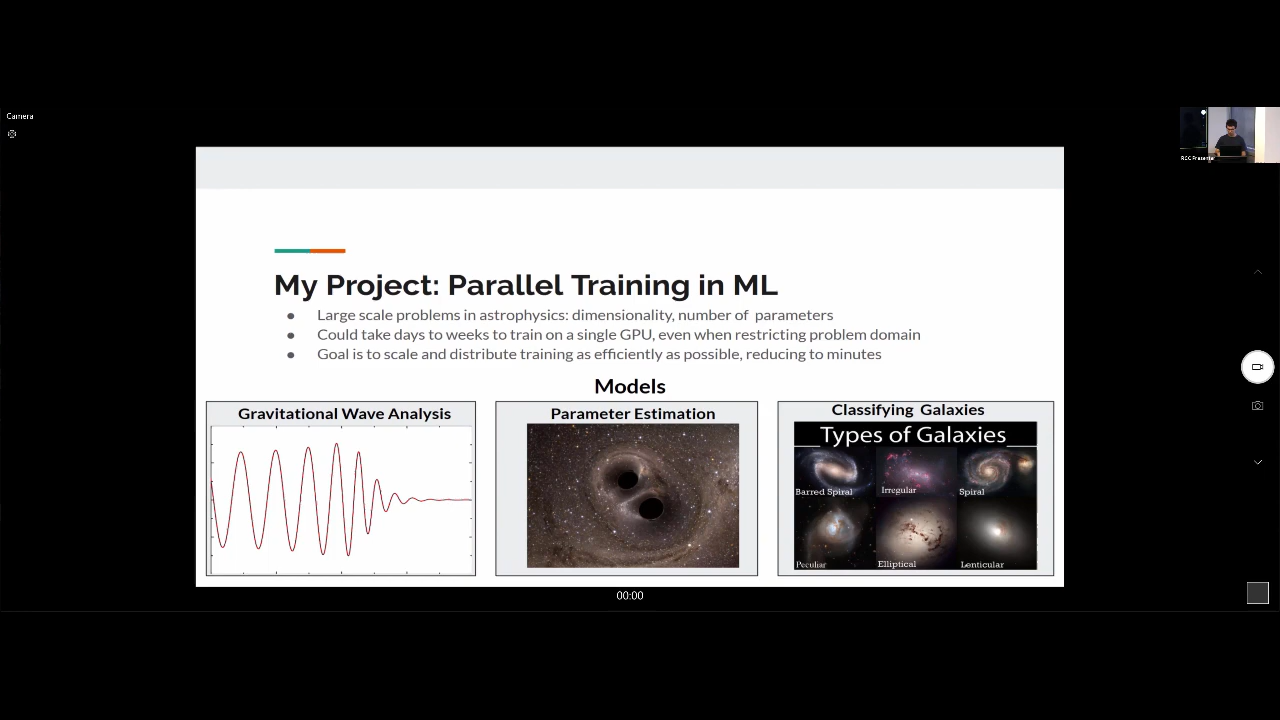 Camera
RCC Presenter
My Project: Parallel Training in ML
● Large scale problems in astrophysics: dimensionality, number of parameters
● Could take days to weeks to train on a single GPU, even when restricting problem domain
● Goal is to scale and distribute training as efficiently as possible, reducing to minutes
Models
Gravitational Wave Analysis
Parameter Estimation
Classifying Galaxies
Types of Galaxies
Barred Spiral
Irregular
Spiral
Peculiar
Elliptical
Lenticular
00:00